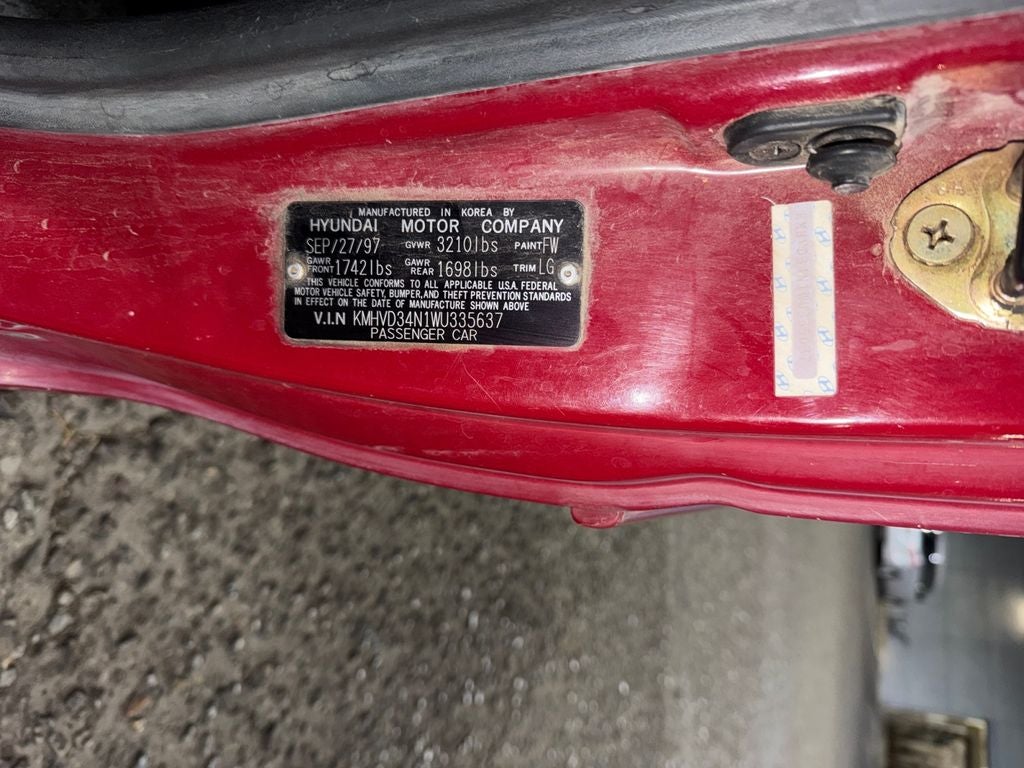 MANUFACTURED IN KOREA BY
HYUNDAI MOTOR COMPANY
SEP/27/97 GVWR 3210lbs PAINT FW
GAWR FRONT 1742lbs GAWR REAR 1698lbs TRIM LG
THIS VEHICLE CONFORMS TO ALL APPLICABLE U.S.A. FEDERAL
MOTOR VEHICLE SAFETY, BUMPER, AND THEFT PREVENTION STANDARDS
IN EFFECT ON THE DATE OF MANUFACTURE SHOWN ABOVE
V.I.N KMHVD34N1WU335637
PASSENGER CAR